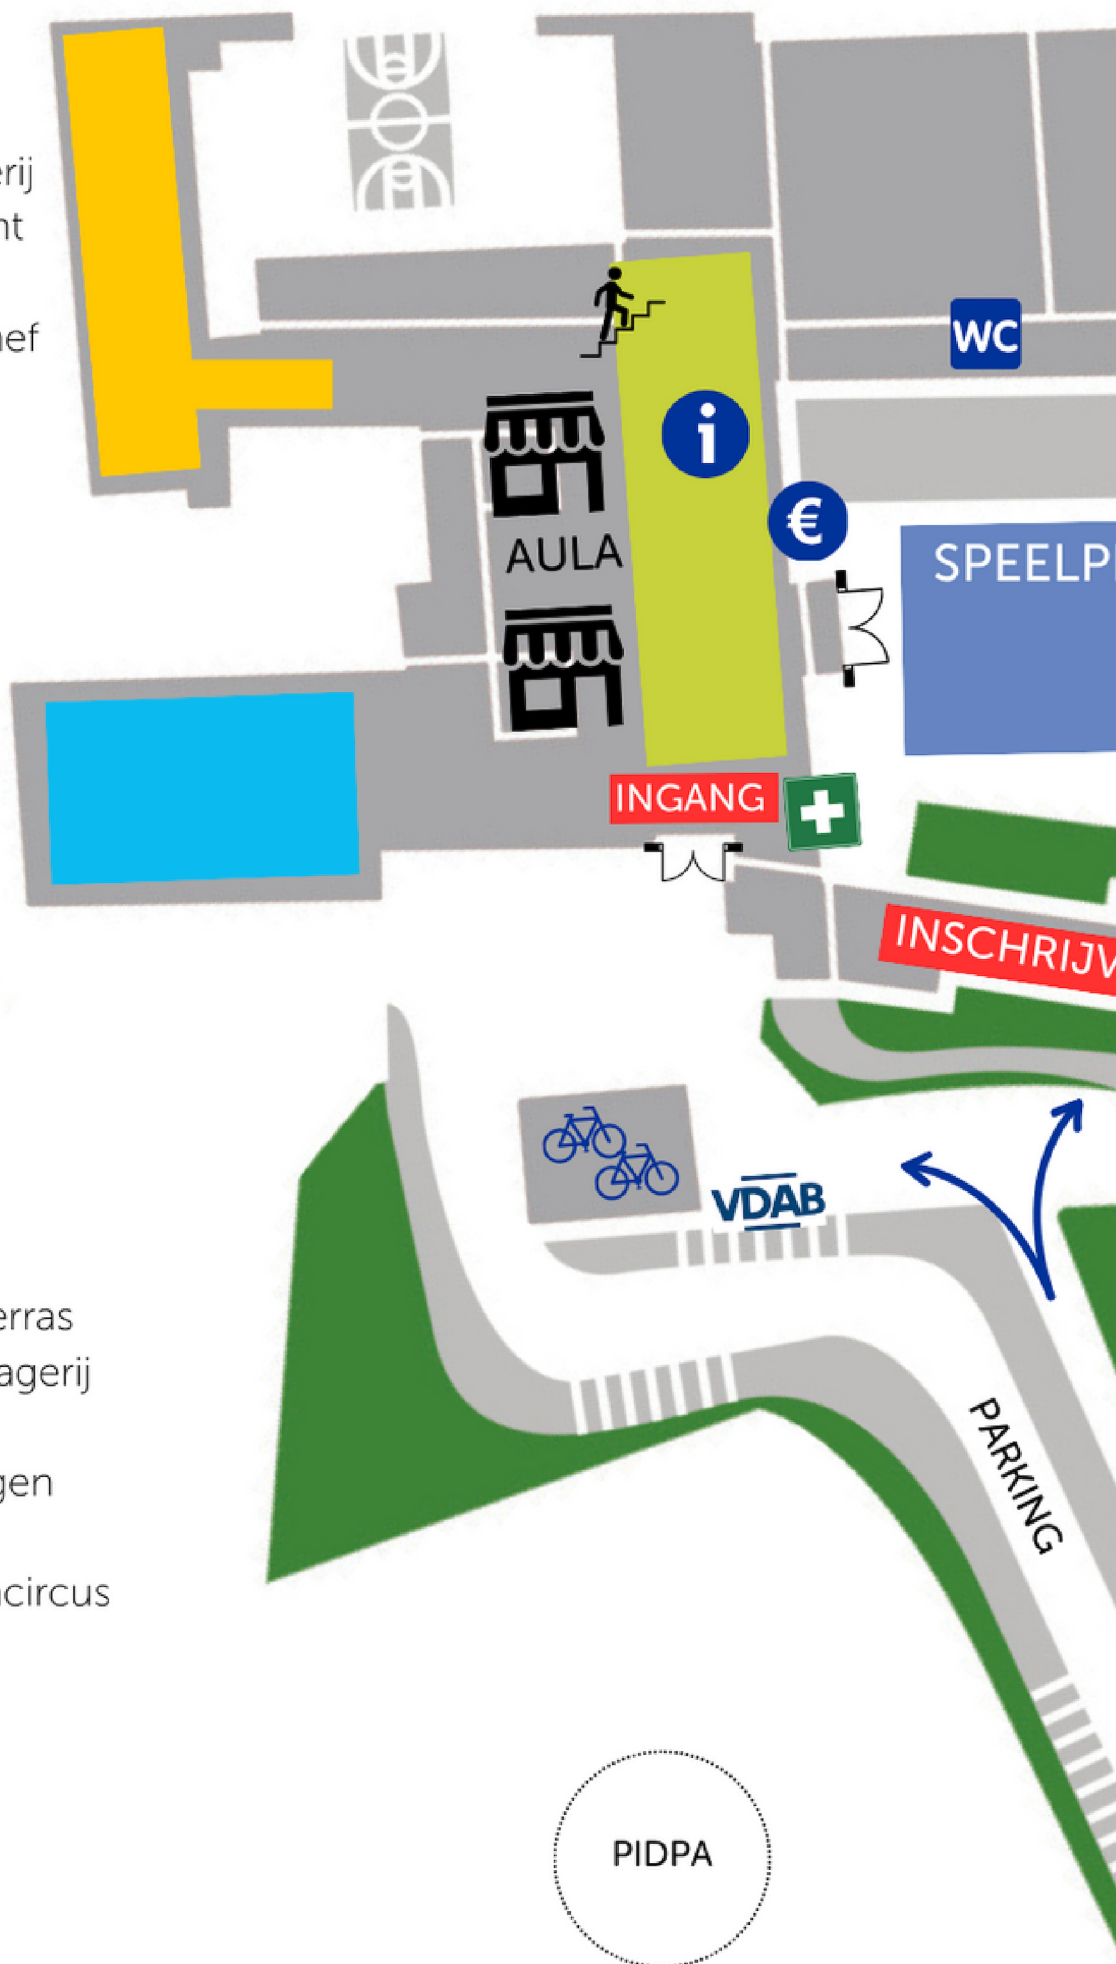 erij
nt
ef
WC
i
€
AULA
SPEELP
INGANG
INSCHRIJV
VDAB
erras
agerij
PARKING
gen
circus
PIDPA